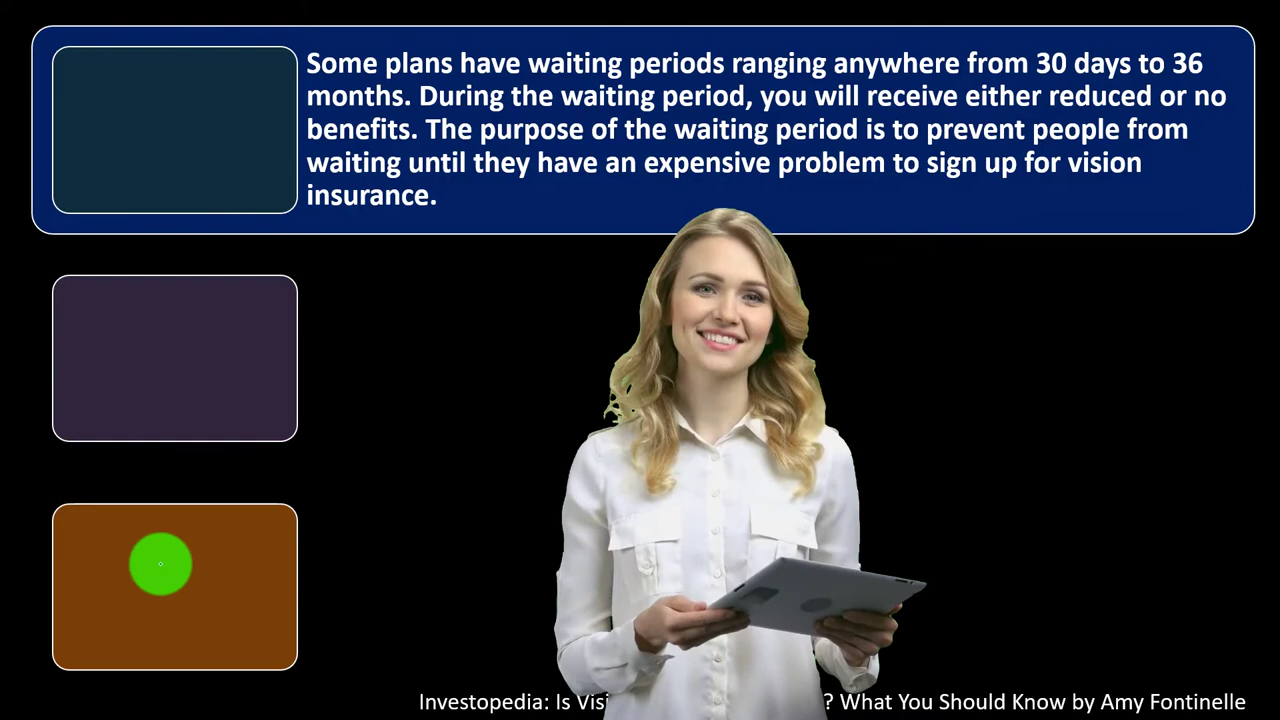 Some plans have waiting periods ranging anywhere from 30 days to 36
months. During the waiting period, you will receive either reduced or no
benefits. The purpose of the waiting period is to prevent people from
waiting until they have an expensive problem to sign up for vision
insurance.
Investopedia: Is ? What You Should Know by Amy Fontinelle